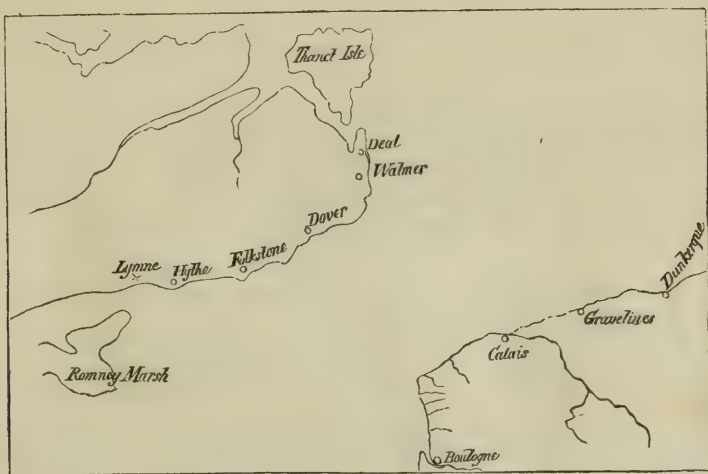 Thanet Isle
Deal
Walmer
Dover
Folkstone
Lymne
Hythe
Romney Marsh
Dunkerque
Gravelines
Calais
Boulogne